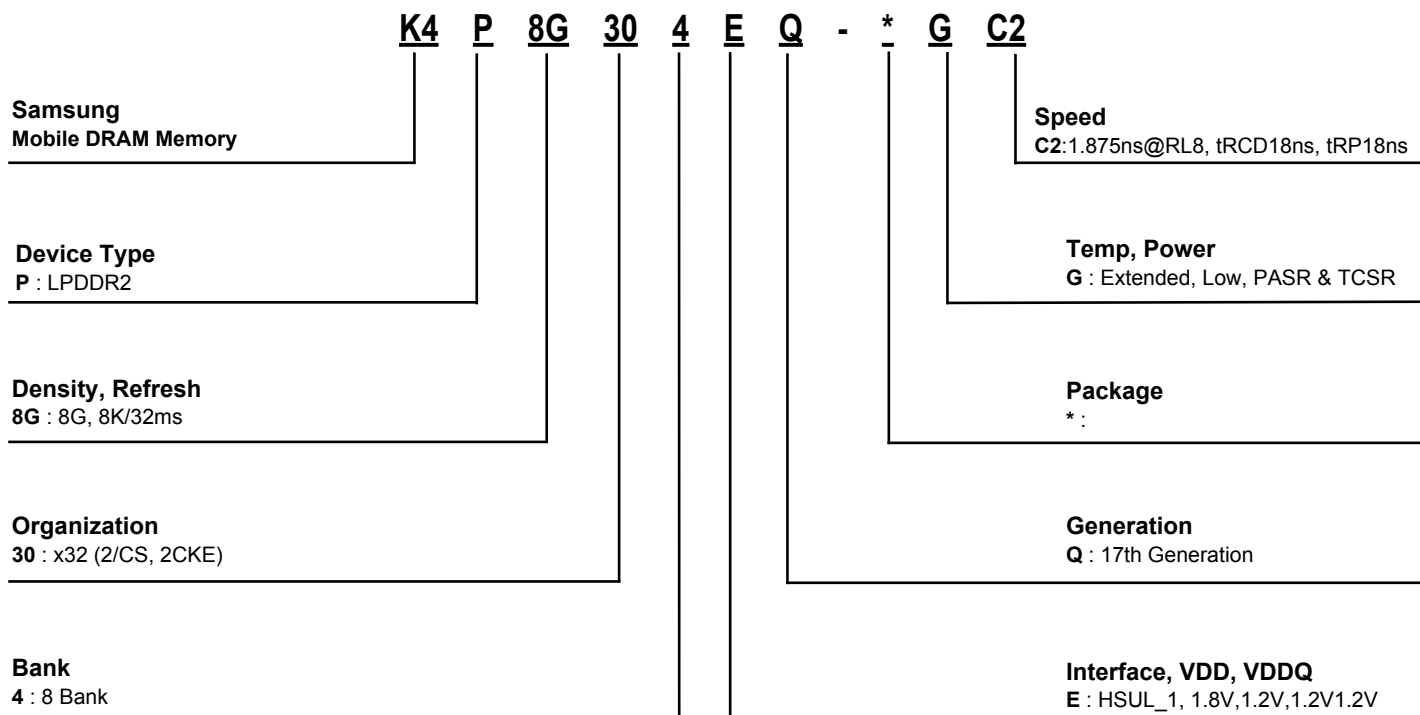 K4 P 8G 30 4 E Q - * G C2
Samsung
Mobile DRAM Memory
Speed
C2:1.875ns@RL8, tRCD18ns, tRP18ns
Device Type
P : LPDDR2
Temp, Power
G : Extended, Low, PASR & TCSR
Density, Refresh
8G : 8G, 8K/32ms
Package
* :
Organization
30 : x32 (2/CS, 2CKE)
Generation
Q : 17th Generation
Bank
4 : 8 Bank
Interface, VDD, VDDQ
E : HSUL_1, 1.8V,1.2V,1.2V1.2V